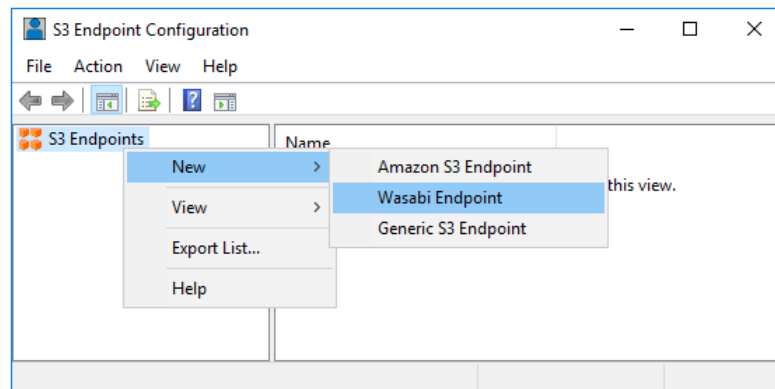 S3 Endpoint Configuration
File Action View Help
S3 Endpoints
Name
New
Amazon S3 Endpoint
this view.
Wasabi Endpoint
View
Generic S3 Endpoint
Export List...
Help